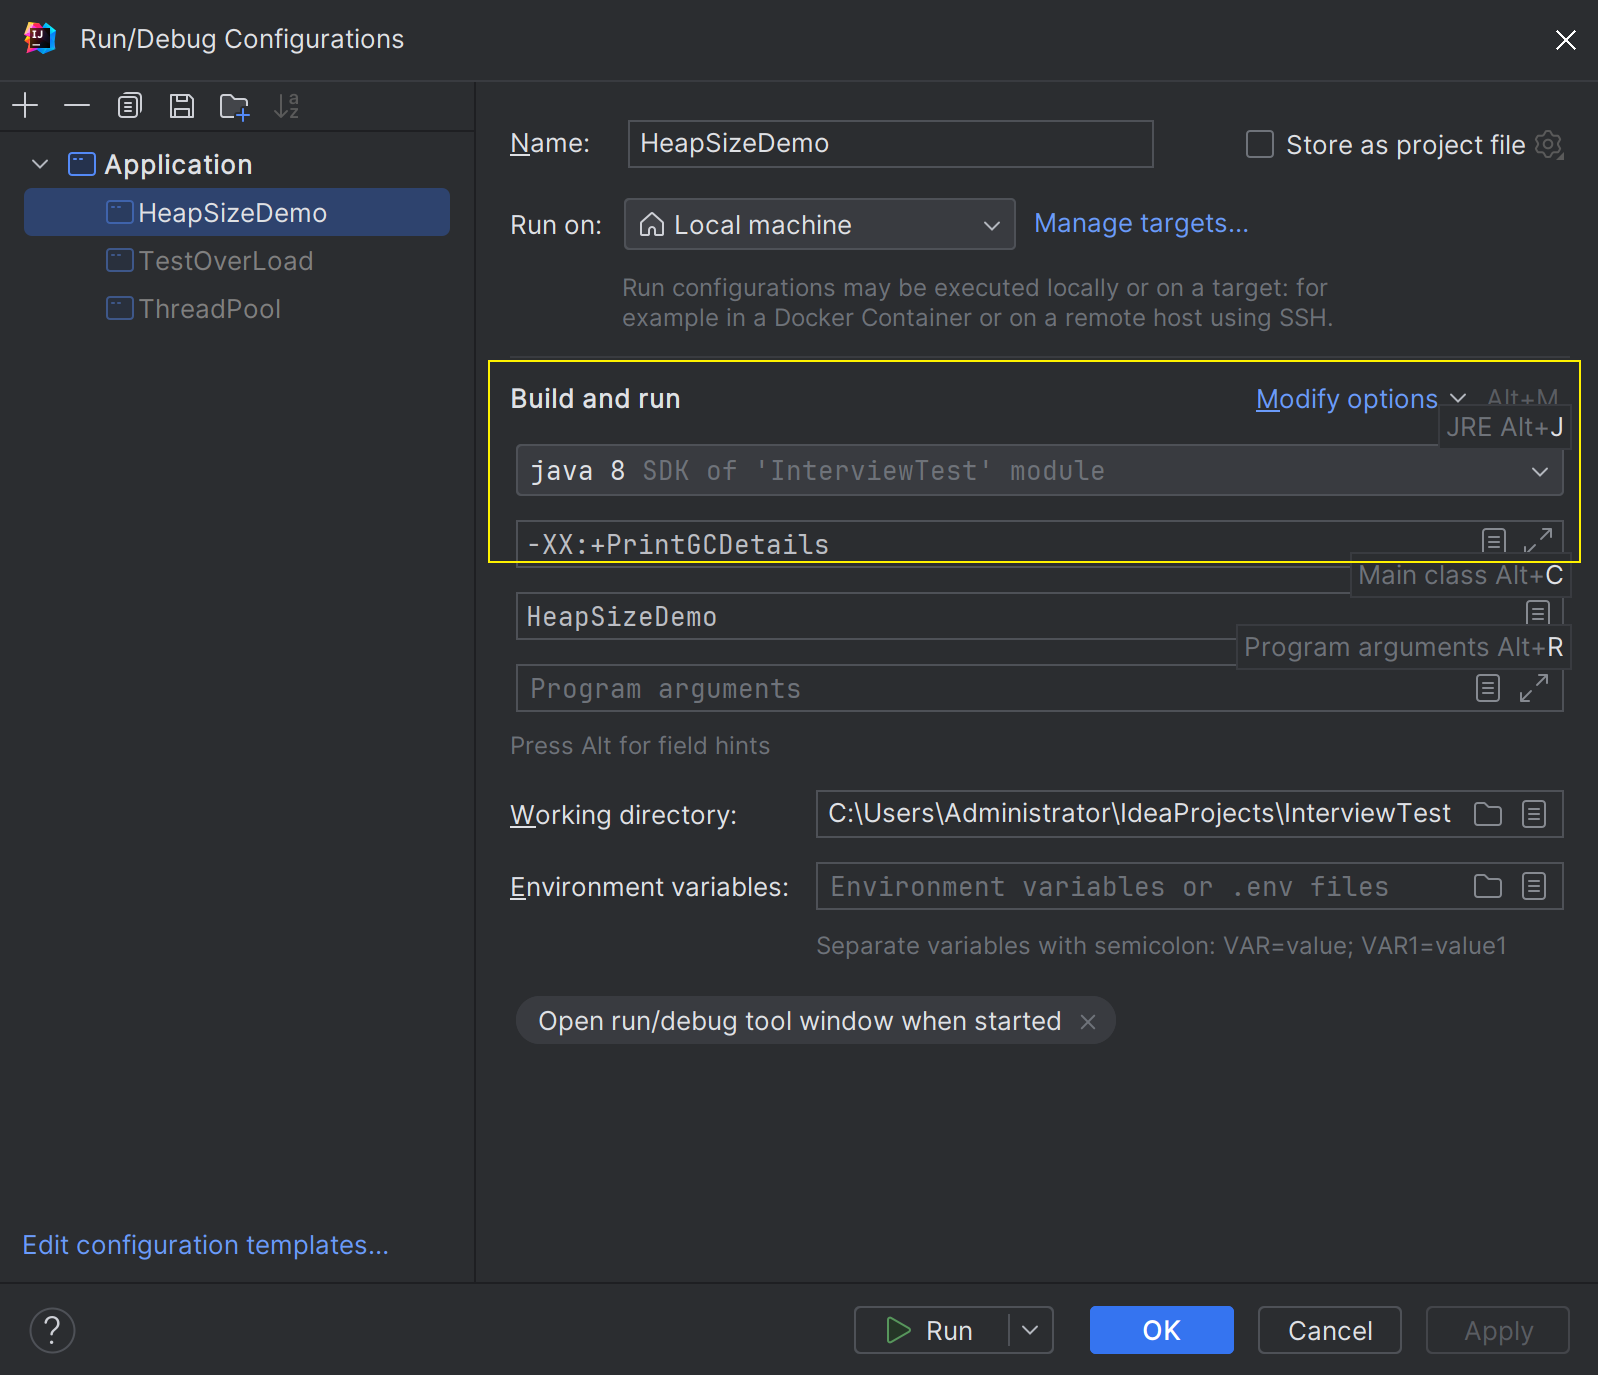 IJ
Run/Debug Configurations
a
z
Application
HeapSizeDemo
TestOverLoad
ThreadPool
Edit configuration templates...
Name: HeapSizeDemo Store as project file
Run on: Local machine Manage targets...
Run configurations may be executed locally or on a target: for
example in a Docker Container or on a remote host using SSH.
Build and run Modify options Alt+M
JRE Alt+J
java 8 SDK of 'InterviewTest' module
-XX:+PrintGCDetails
Main class Alt+C
HeapSizeDemo
Program arguments Alt+R
Program arguments
Press Alt for field hints
Working directory: C:\Users\Administrator\IdeaProjects\InterviewTest
Environment variables: Environment variables or .env files
Separate variables with semicolon: VAR=value; VAR1=value1
Open run/debug tool window when started
? Run OK Cancel Apply